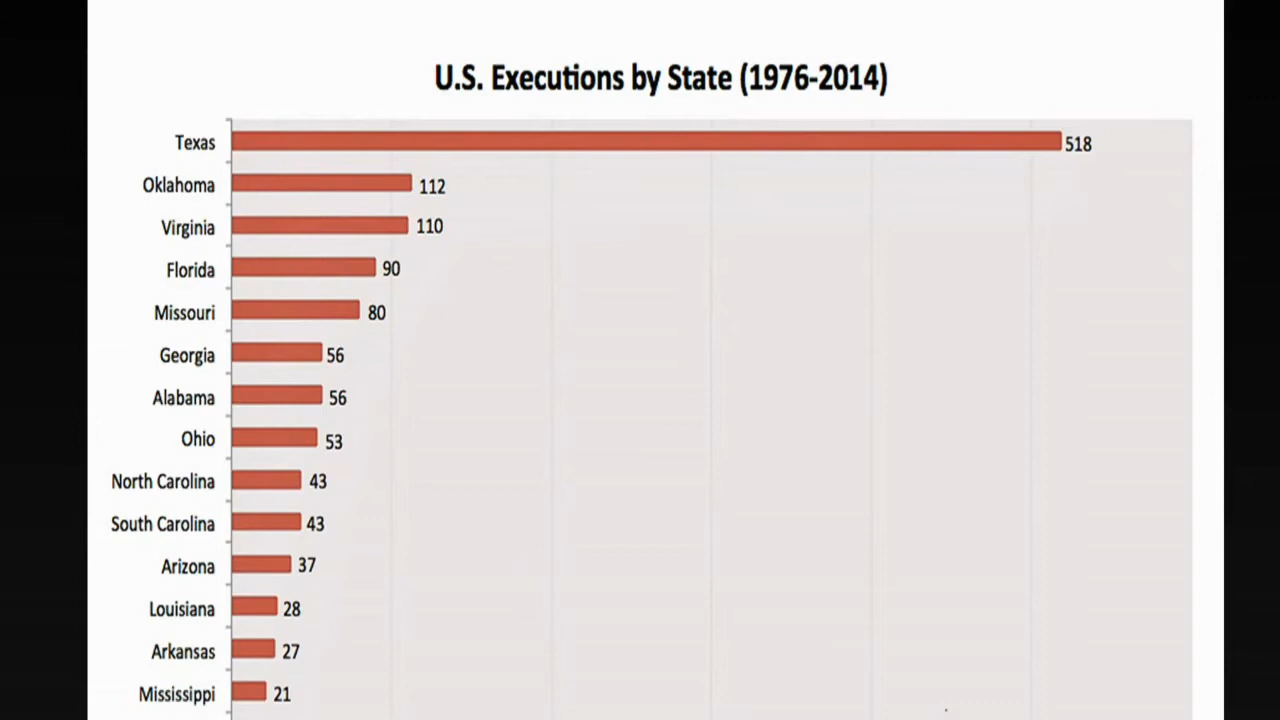 U.S. Executions by State (1976-2014)
Texas 518
Oklahoma 112
Virginia 110
Florida 90
Missouri 80
Georgia 56
Alabama 56
Ohio 53
North Carolina 43
South Carolina 43
Arizona 37
Louisiana 28
Arkansas 27
Mississippi 21